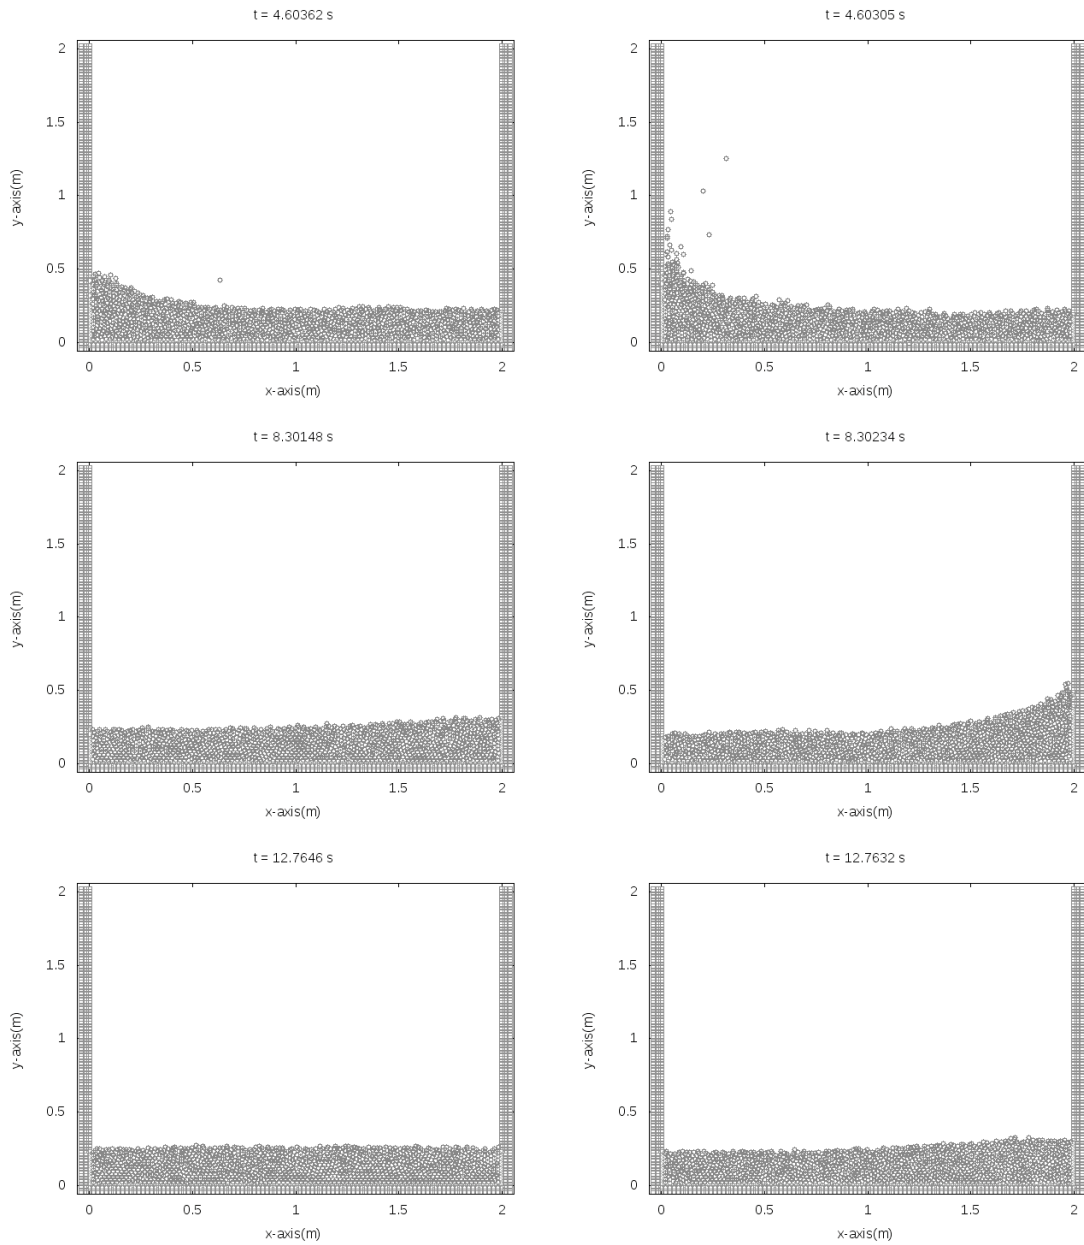 t = 4.60362 s
2
1.5
1
0.5
0
y-axis(m)
0 0.5 1 1.5 2
x-axis(m)
t = 4.60305 s
2
1.5
1
0.5
0
y-axis(m)
0 0.5 1 1.5 2
x-axis(m)
t = 8.30148 s
2
1.5
1
0.5
0
y-axis(m)
0 0.5 1 1.5 2
x-axis(m)
t = 8.30234 s
2
1.5
1
0.5
0
y-axis(m)
0 0.5 1 1.5 2
x-axis(m)
t = 12.7646 s
2
1.5
1
0.5
0
y-axis(m)
0 0.5 1 1.5 2
x-axis(m)
t = 12.7632 s
2
1.5
1
0.5
0
y-axis(m)
0 0.5 1 1.5 2
x-axis(m)